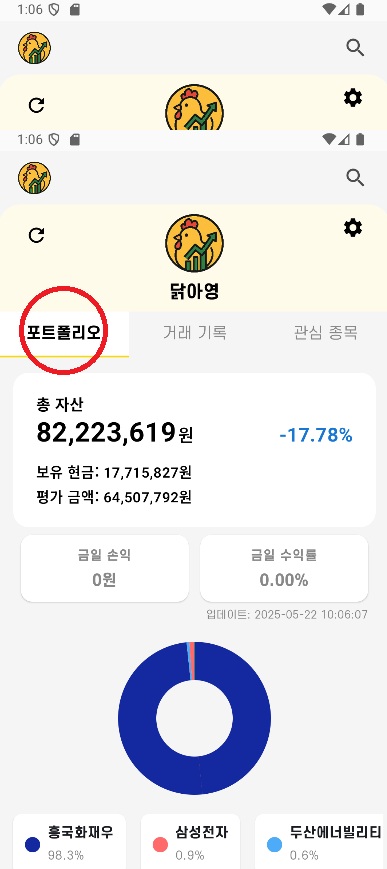 1:06
1:06
닭아영
포트폴리오 거래 기록 관심 종목
총 자산
82,223,619원 -17.78%
보유 현금: 17,715,827원
평가 금액: 64,507,792원
금일 손익 금일 수익률
0원 0.00%
업데이트: 2025-05-22 10:06:07
흥국화재우 삼성전자 두산에너빌리티
98.3% 0.9% 0.6%